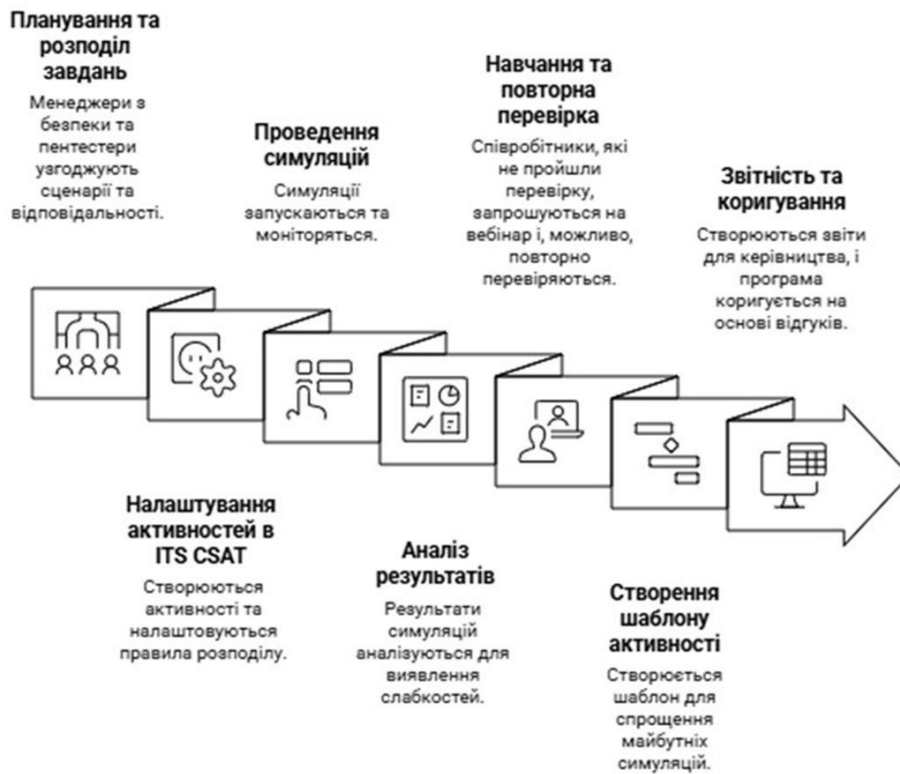 Планування та
розподіл
завдань
Менеджери з
безпеки та
пентестери
узгоджують
сценарії та
відповідальності.
Налаштування
активностей в
ITS CSAT
Створюються
активності та
налаштовуються
правила розподілу.
Проведення
симуляцій
Симуляції
запускаються та
моніторяться.
Аналіз
результатів
Результати
симуляцій
аналізуються для
виявлення
слабкостей.
Навчання та
повторна
перевірка
Співробітники, які
не пройшли
перевірку,
запрошуються на
вебінар і, можливо,
повторно
перевіряються.
Створення
шаблону
активності
Створюється
шаблон для
спрощення
майбутніх
симуляцій.
Звітність та
коригування
Створюються звіти
для керівництва, і
програма
коригується на
основі відгуків.